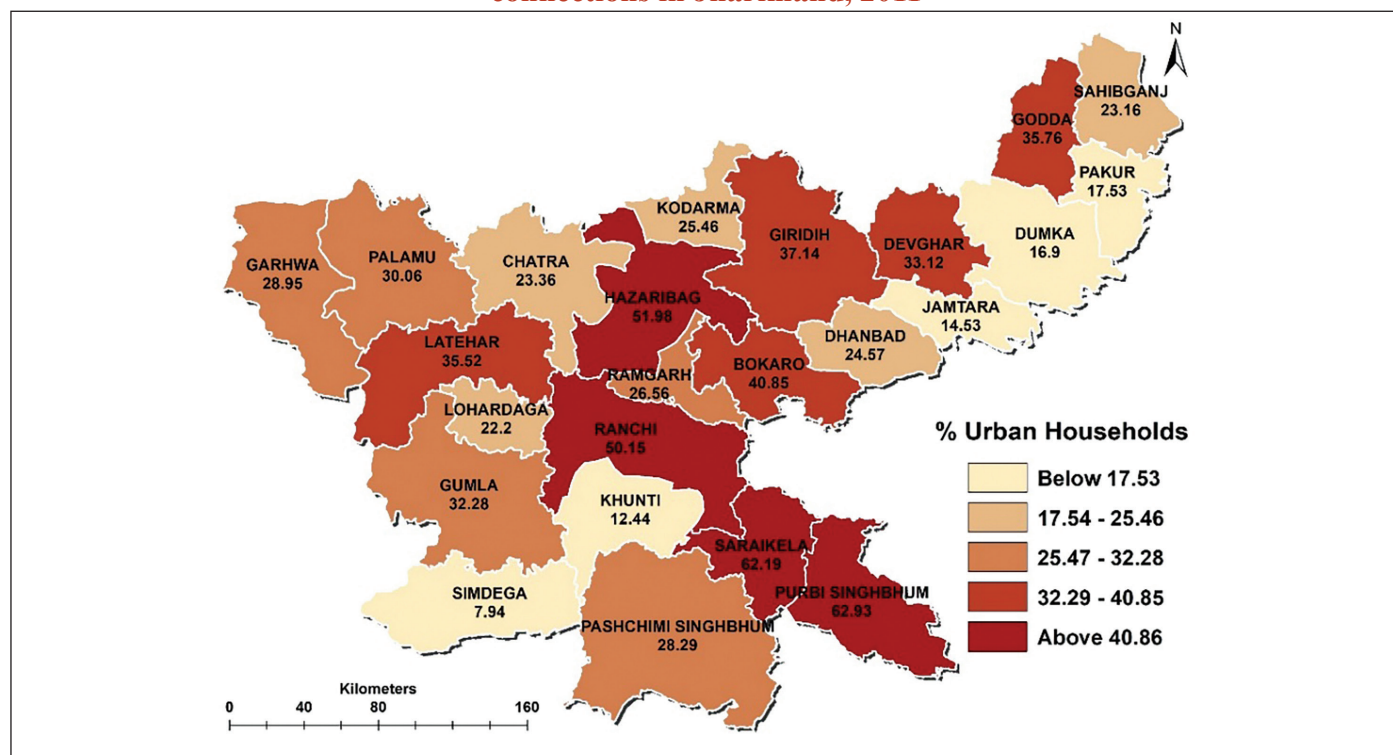 N
SAHIBGANJ
23.16
GODDA
35.76
PAKUR
17.53
KODARMA
25.46
GIRIDIH
37.14
DEVGHAR
33.12
DUMKA
16.9
PALAMU
30.06
GARHWA
28.95
CHATRA
23.36
HAZARIBAG
51.98
JAMTARA
14.53
DHANBAD
24.57
LATEHAR
35.52
BOKARO
40.85
RAMGARH
26.56
LOHARDAGA
22.2
RANCHI
50.15
GUMLA
32.28
KHUNTI
12.44
SARAIKELA
62.19
PURBI SINGHBHUM
62.93
SIMDEGA
7.94
PASHCHIMI SINGHBHUM
28.29
% Urban Households
Below 17.53
17.54 - 25.46
25.47 - 32.28
32.29 - 40.85
Above 40.86
Kilometers
0 40 80 160